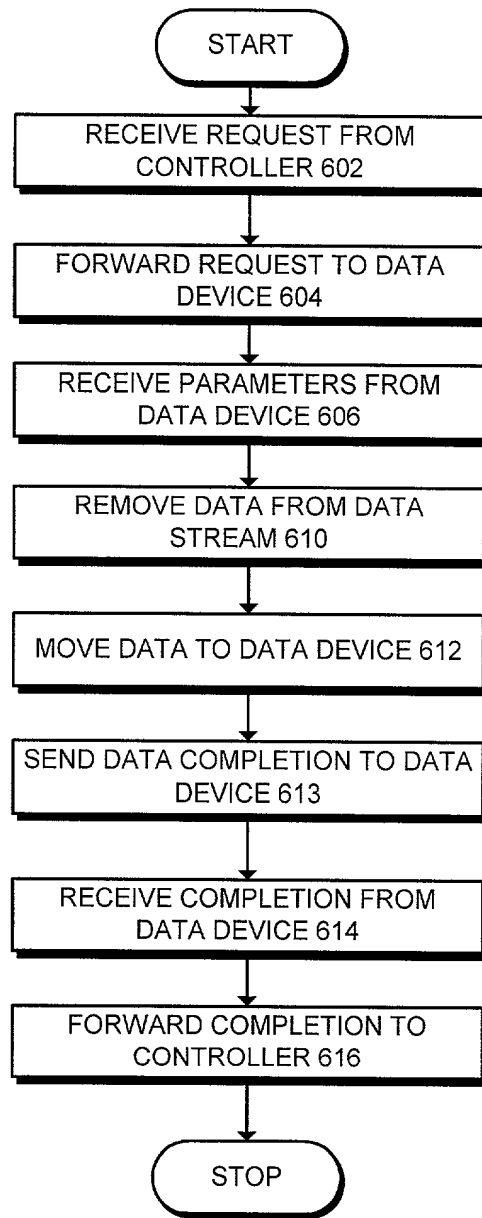 START
RECEIVE REQUEST FROM
CONTROLLER 602
FORWARD REQUEST TO DATA
DEVICE 604
RECEIVE PARAMETERS FROM
DATA DEVICE 606
REMOVE DATA FROM DATA
STREAM 610
MOVE DATA TO DATA DEVICE 612
SEND DATA COMPLETION TO DATA
DEVICE 613
RECEIVE COMPLETION FROM
DATA DEVICE 614
FORWARD COMPLETION TO
CONTROLLER 616
STOP